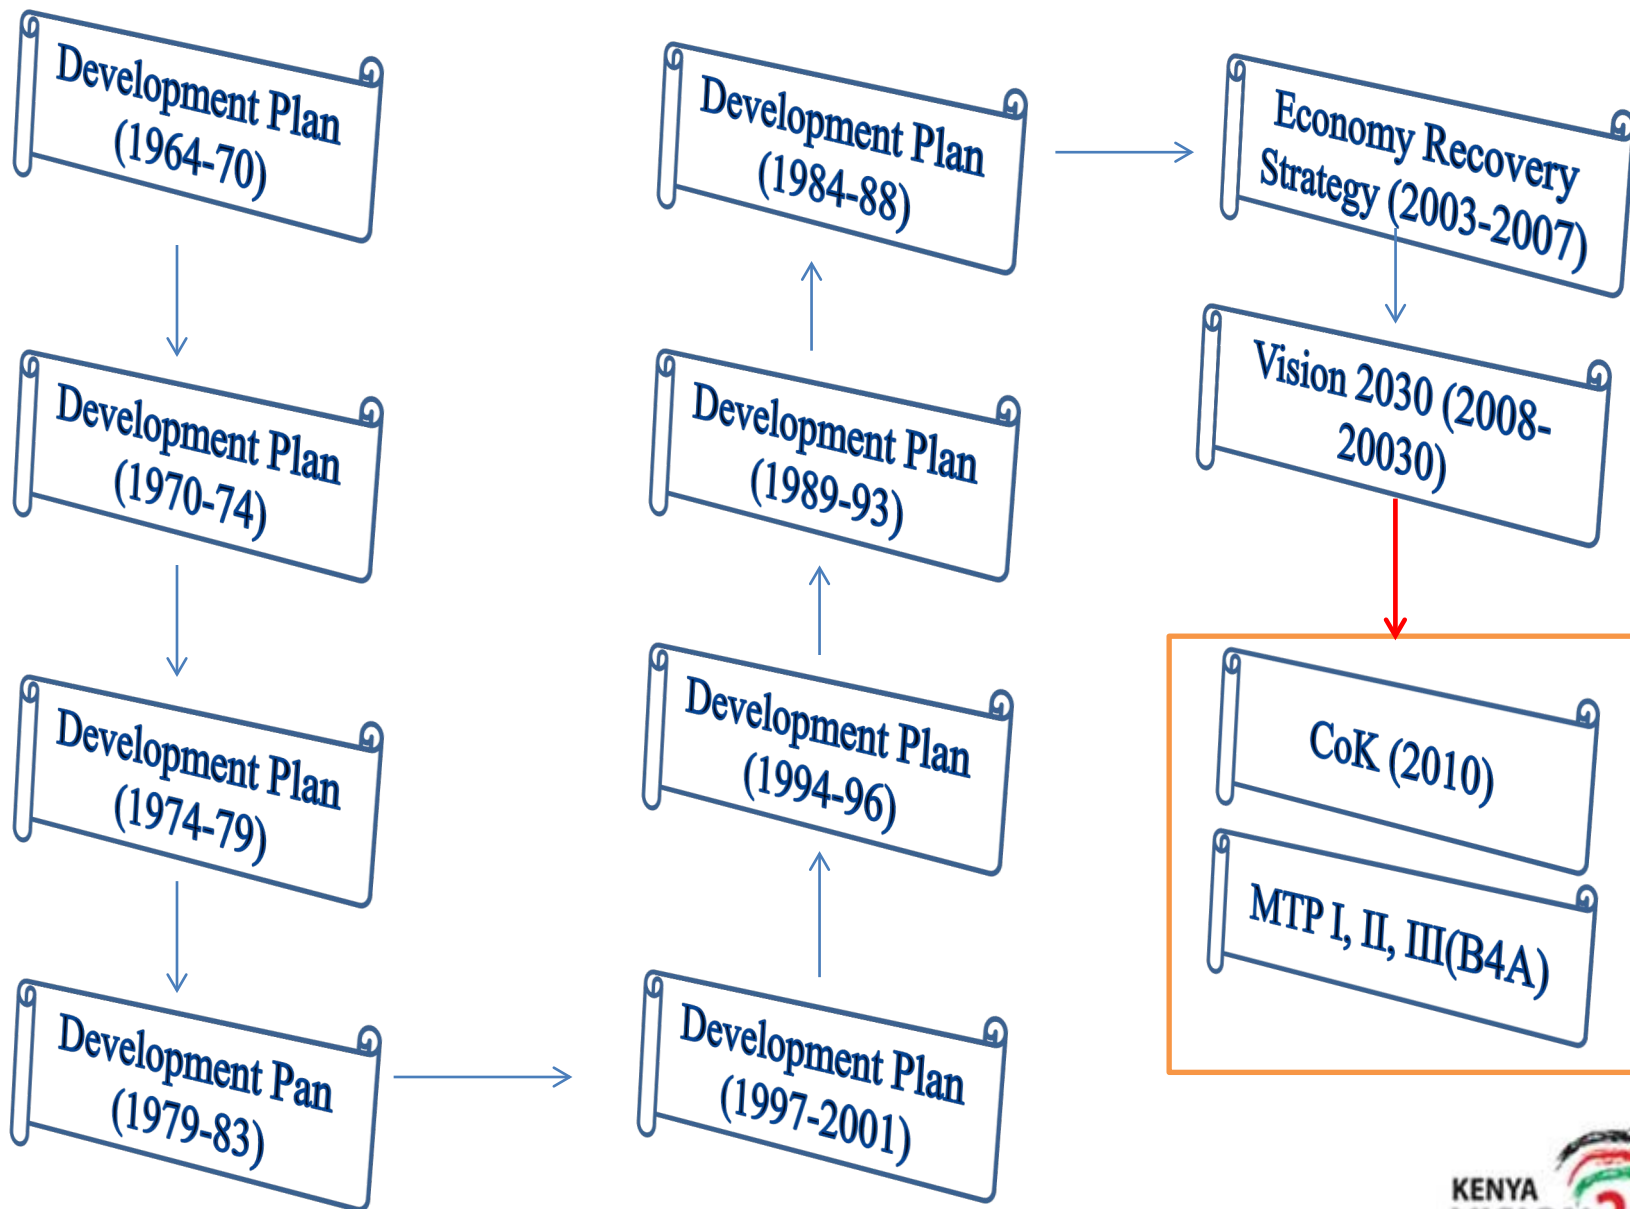 Development Plan
(1964-70)
Development Plan
(1970-74)
Development Plan
(1974-79)
Development Pan
(1979-83)
Development Plan
(1984-88)
Development Plan
(1989-93)
Development Plan
(1994-96)
Development Plan
(1997-2001)
Economy Recovery
Strategy (2003-2007)
Vision 2030 (2008-
20030)
CoK (2010)
MTP I, II, III(B4A)
KENYA